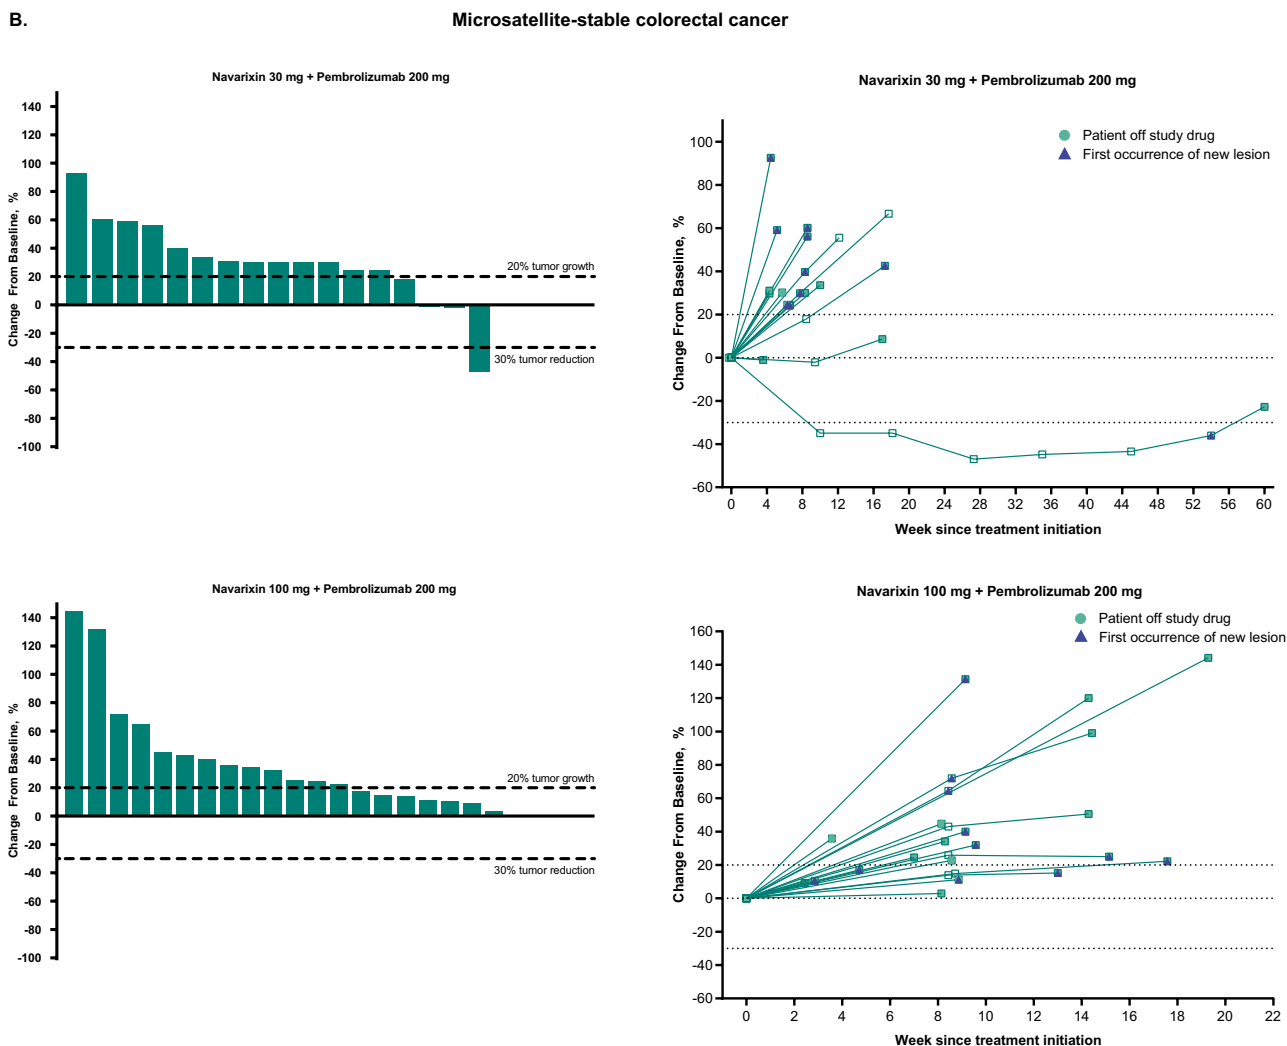 B.
Microsatellite-stable colorectal cancer
Navarixin 30 mg + Pembrolizumab 200 mg
Change From Baseline, %
140
120
100
80
60
40
20
0
-20
-40
-60
-80
-100
20% tumor growth
30% tumor reduction
Navarixin 30 mg + Pembrolizumab 200 mg
Patient off study drug
First occurrence of new lesion
Change From Baseline, %
100
80
60
40
20
0
-20
-40
-60
0 4 8 12 16 20 24 28 32 36 40 44 48 52 56 60
Week since treatment initiation
Navarixin 100 mg + Pembrolizumab 200 mg
Change From Baseline, %
140
120
100
80
60
40
20
0
-20
-40
-60
-80
-100
20% tumor growth
30% tumor reduction
Navarixin 100 mg + Pembrolizumab 200 mg
Patient off study drug
First occurrence of new lesion
Change From Baseline, %
160
140
120
100
80
60
40
20
0
-20
-40
-60
0 2 4 6 8 10 12 14 16 18 20 22
Week since treatment initiation